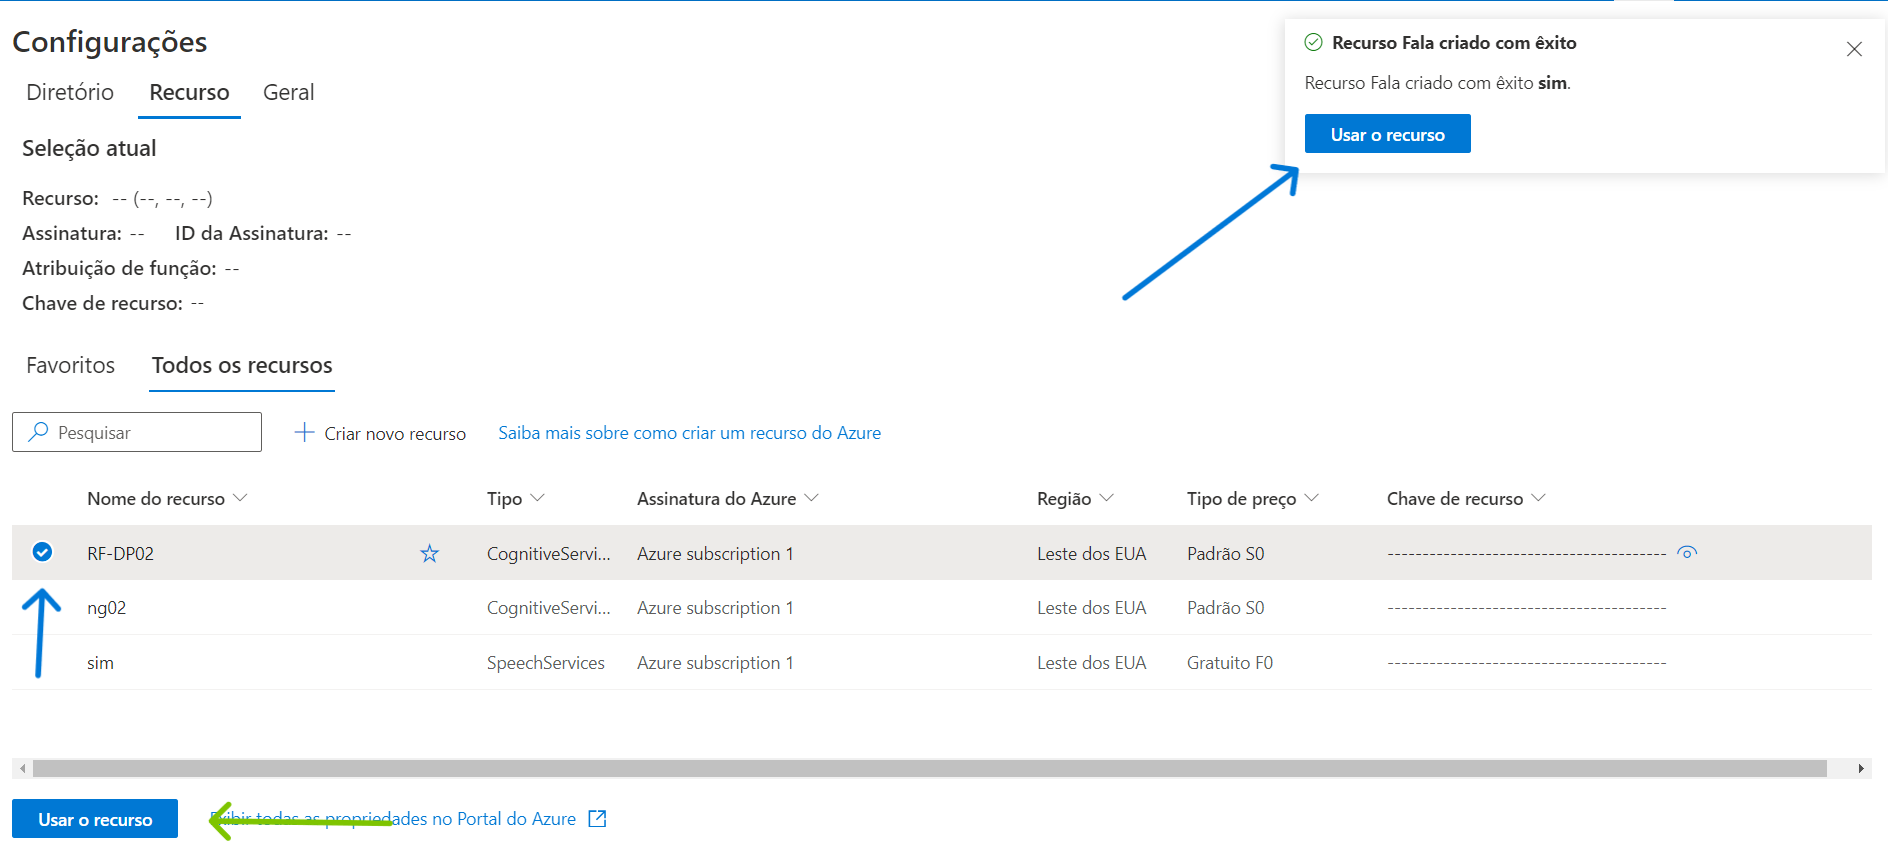 Configurações
Diretório Recurso Geral
Recurso Fala criado com êxito
Recurso Fala criado com êxito sim.
Usar o recurso
Seleção atual
Recurso: -- (--, --, --)
Assinatura: -- ID da Assinatura: --
Atribuição de função: --
Chave de recurso: --
Favoritos Todos os recursos
Pesquisar Criar novo recurso Saiba mais sobre como criar um recurso do Azure
Nome do recurso Tipo Assinatura do Azure Região Tipo de preço Chave de recurso
RF-DP02 CognitiveServi... Azure subscription 1 Leste dos EUA Padrão S0 ----------------------------------------
ng02 CognitiveServi... Azure subscription 1 Leste dos EUA Padrão S0 ----------------------------------------
sim SpeechServices Azure subscription 1 Leste dos EUA Gratuito F0 ----------------------------------------
Usar o recurso Exibir todas as propriedades no Portal do Azure